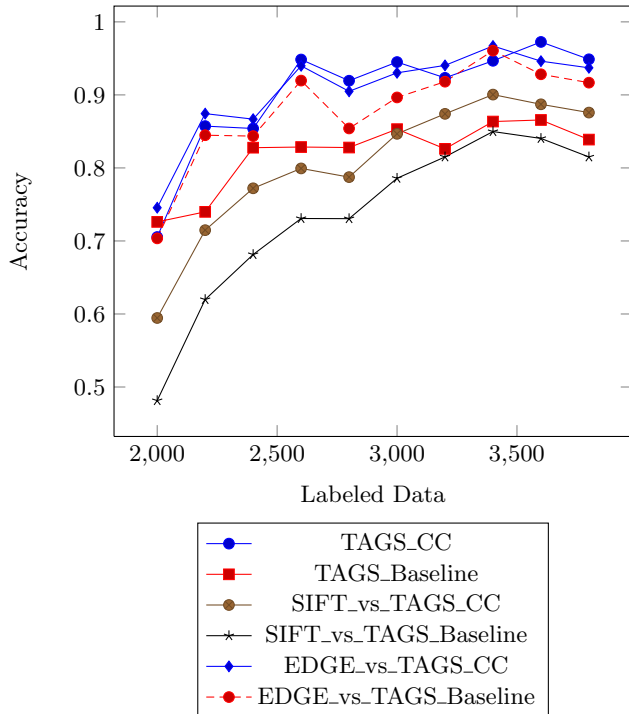 1
0.9
0.8
0.7
0.6
0.5
Accuracy
2,000 2,500 3,000 3,500
Labeled Data
TAGS_CC
TAGS_Baseline
SIFT_vs_TAGS_CC
SIFT_vs_TAGS_Baseline
EDGE_vs_TAGS_CC
EDGE_vs_TAGS_Baseline